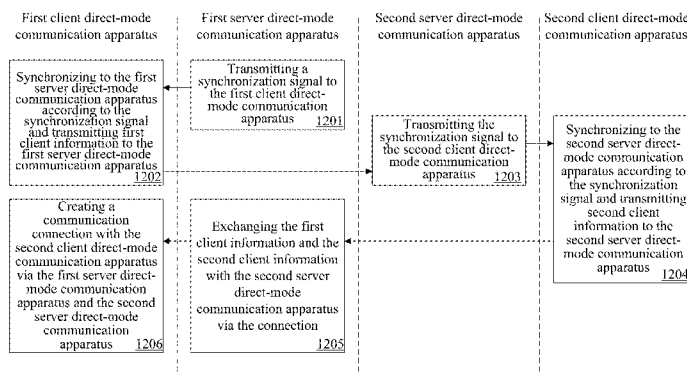 First client direct-mode
communication apparatus
First server direct-mode
communication apparatus
Second server direct-mode
communication apparatus
Second client direct-mode
communication apparatus
Transmitting a
synchronization signal to
the first client direct-
mode communication
apparatus 1201
Synchronizing to the first
server direct-mode
communication apparatus
according to the
synchronization signal
and transmitting first
client information to the
first server direct-mode
communication apparatus
1202
Transmitting the
synchronization signal to
the second client direct-
mode communication
apparatus 1203
Synchronizing to the
second server direct-
mode communication
apparatus according to
the synchronization
signal and transmitting
second client
information to the
second server direct-
mode communication
apparatus 1204
Exchanging the first
client information and the
second client information
with the second server
direct-mode
communication apparatus
via the connection
1205
Creating a
communication
connection with the
second client direct-mode
communication apparatus
via the first server direct-
mode communication
apparatus and the second
server direct-mode
communication
apparatus 1206